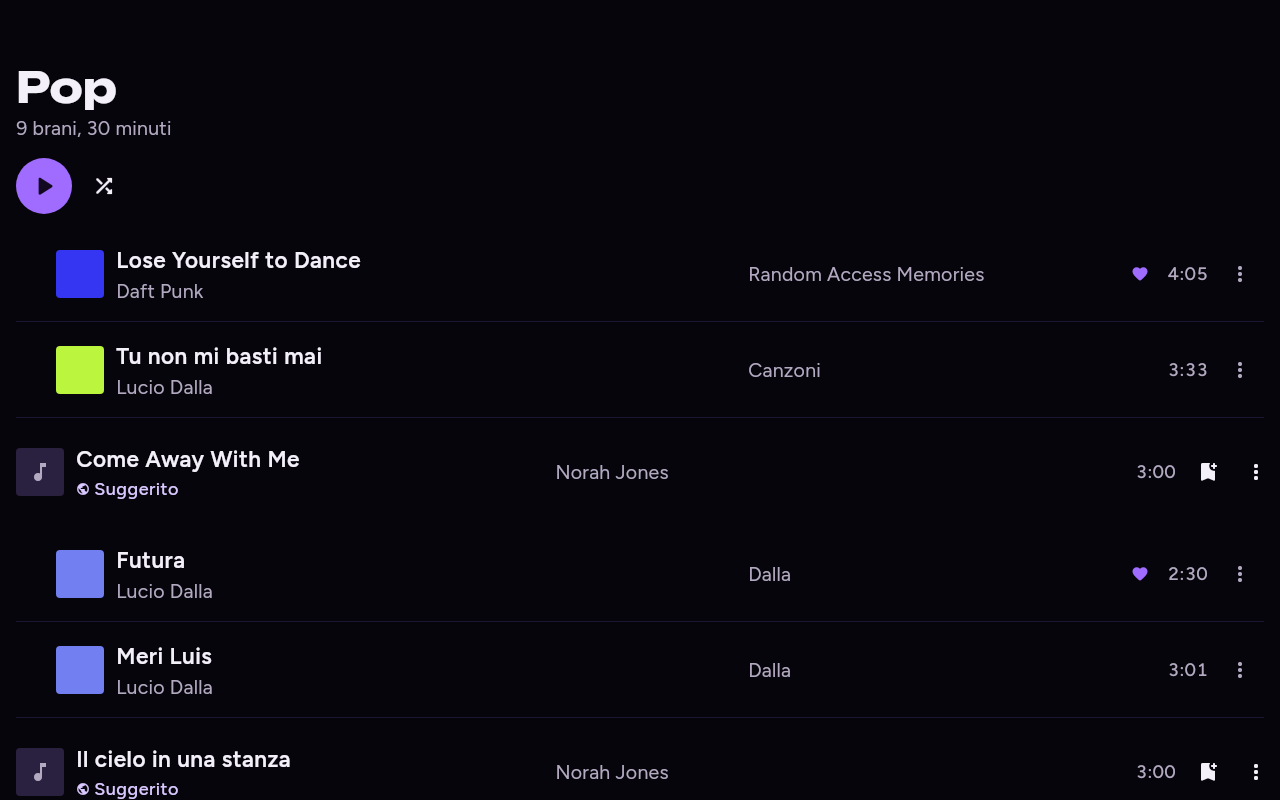 Pop
9 brani, 30 minuti
Lose Yourself to Dance
Daft Punk
Random Access Memories
4:05
Tu non mi basti mai
Lucio Dalla
Canzoni
3:33
Come Away With Me
Suggerito
Norah Jones
3:00
Futura
Lucio Dalla
Dalla
2:30
Meri Luis
Lucio Dalla
Dalla
3:01
Il cielo in una stanza
Suggerito
Norah Jones
3:00